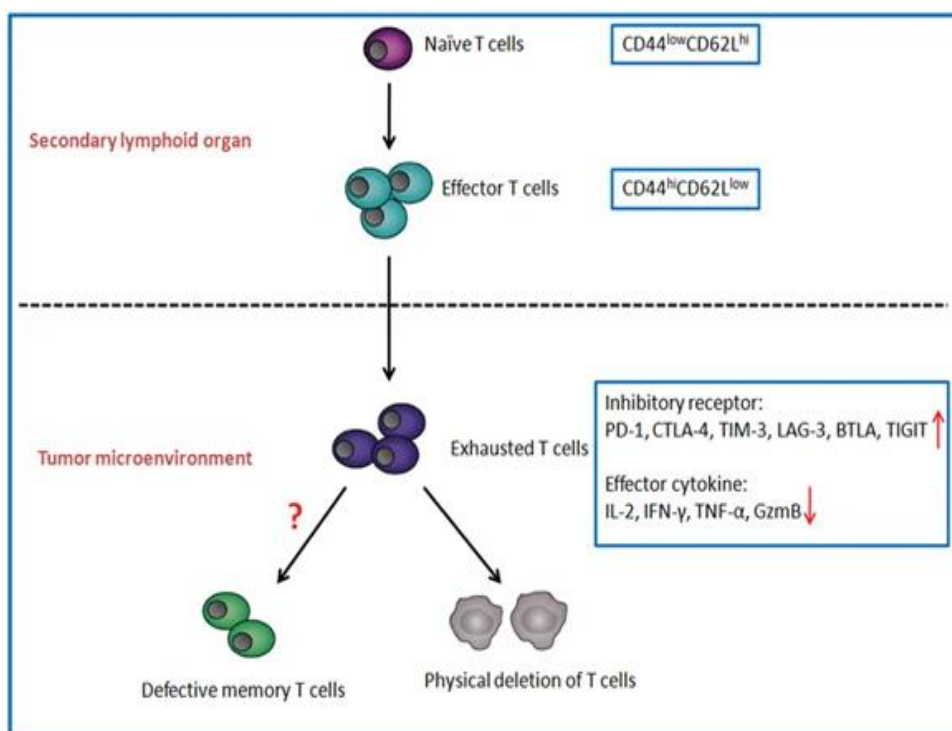 Naïve T cells
CD44lowCD62Lhi
Secondary lymphoid organ
Effector T cells
CD44hiCD62Llow
Inhibitory receptor:
PD-1, CTLA-4, TIM-3, LAG-3, BTLA, TIGIT
Tumor microenvironment
Exhausted T cells
Effector cytokine:
IL-2, IFN-γ, TNF-α, GzmB
?
Defective memory T cells
Physical deletion of T cells